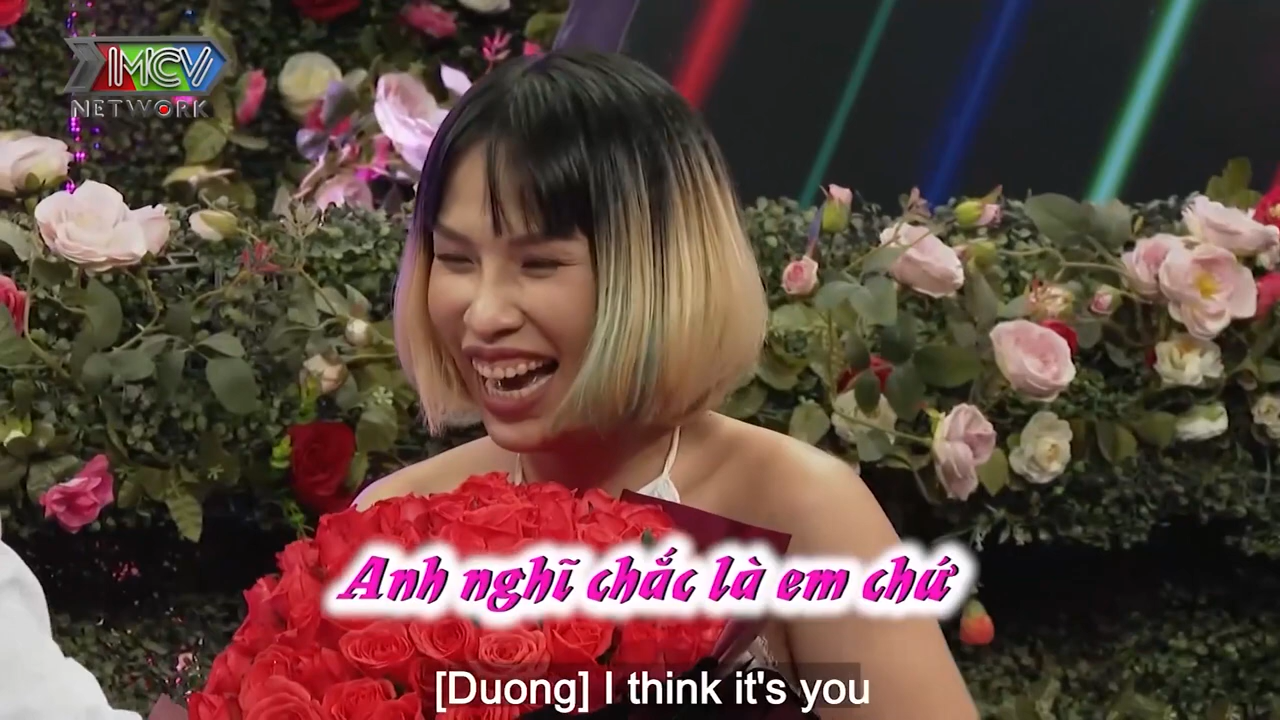 MCV
NETWORK
Anh nghĩ chắc là em chứ
[Duong] I think it's you